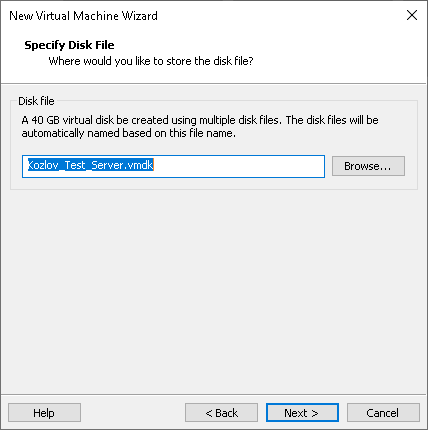 New Virtual Machine Wizard
Specify Disk File
Where would you like to store the disk file?
Disk file
A 40 GB virtual disk be created using multiple disk files. The disk files will be
automatically named based on this file name.
Kozlov_Test_Server.vmdk
Browse...
Help
< Back
Next >
Cancel